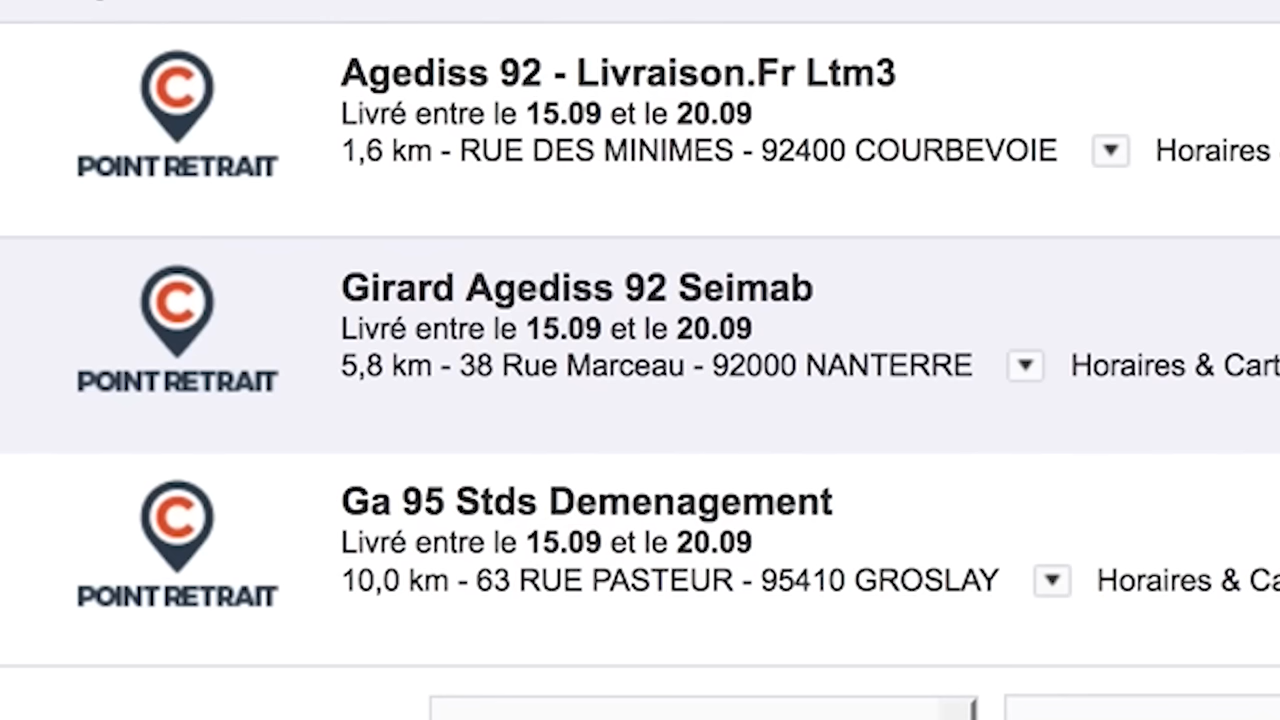 Agediss 92 - Livraison.Fr Ltm3
Livré entre le 15.09 et le 20.09
1,6 km - RUE DES MINIMES - 92400 COURBEVOIE Horaires
C
POINT RETRAIT
Girard Agediss 92 Seimab
Livré entre le 15.09 et le 20.09
5,8 km - 38 Rue Marceau - 92000 NANTERRE Horaires & Cart
C
POINT RETRAIT
Ga 95 Stds Demenagement
Livré entre le 15.09 et le 20.09
10,0 km - 63 RUE PASTEUR - 95410 GROSLAY Horaires & Ca
C
POINT RETRAIT